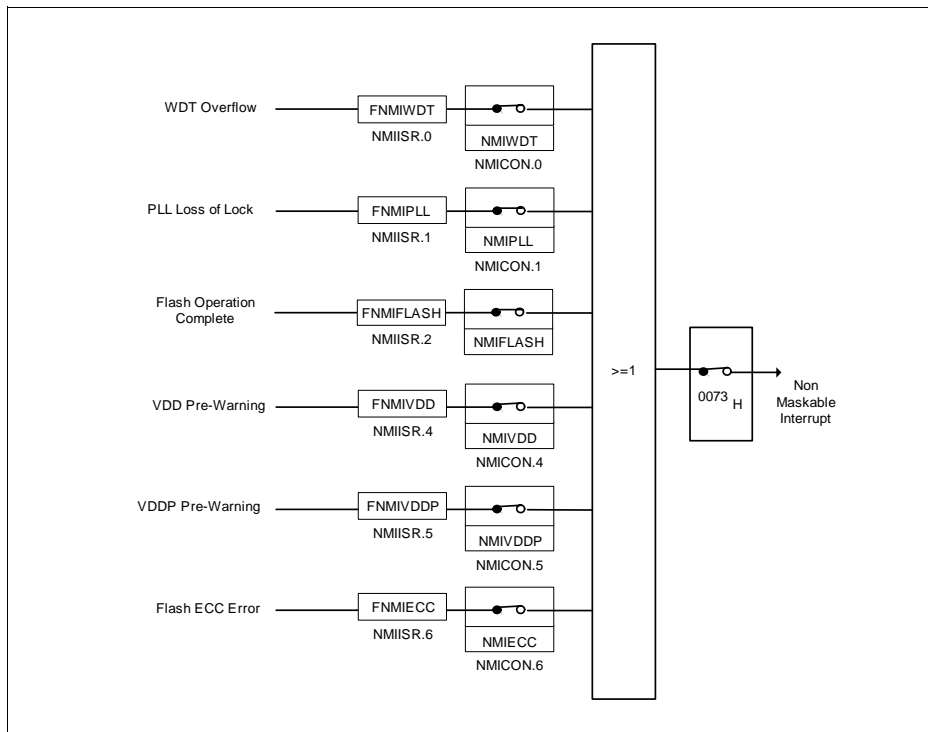 WDT Overflow
FNMIWDT
NMIISR.0
NMIWDT
NMICON.0
PLL Loss of Lock
FNMIPLL
NMIISR.1
NMIPLL
NMICON.1
Flash Operation
Complete
FNMIFLASH
NMIISR.2
NMIFLASH
VDD Pre-Warning
FNMIVDD
NMIISR.4
NMIVDD
NMICON.4
VDDP Pre-Warning
FNMIVDDP
NMIISR.5
NMIVDDP
NMICON.5
Flash ECC Error
FNMIECC
NMIISR.6
NMIECC
NMICON.6
>=1
0073 H
Non
Maskable
Interrupt